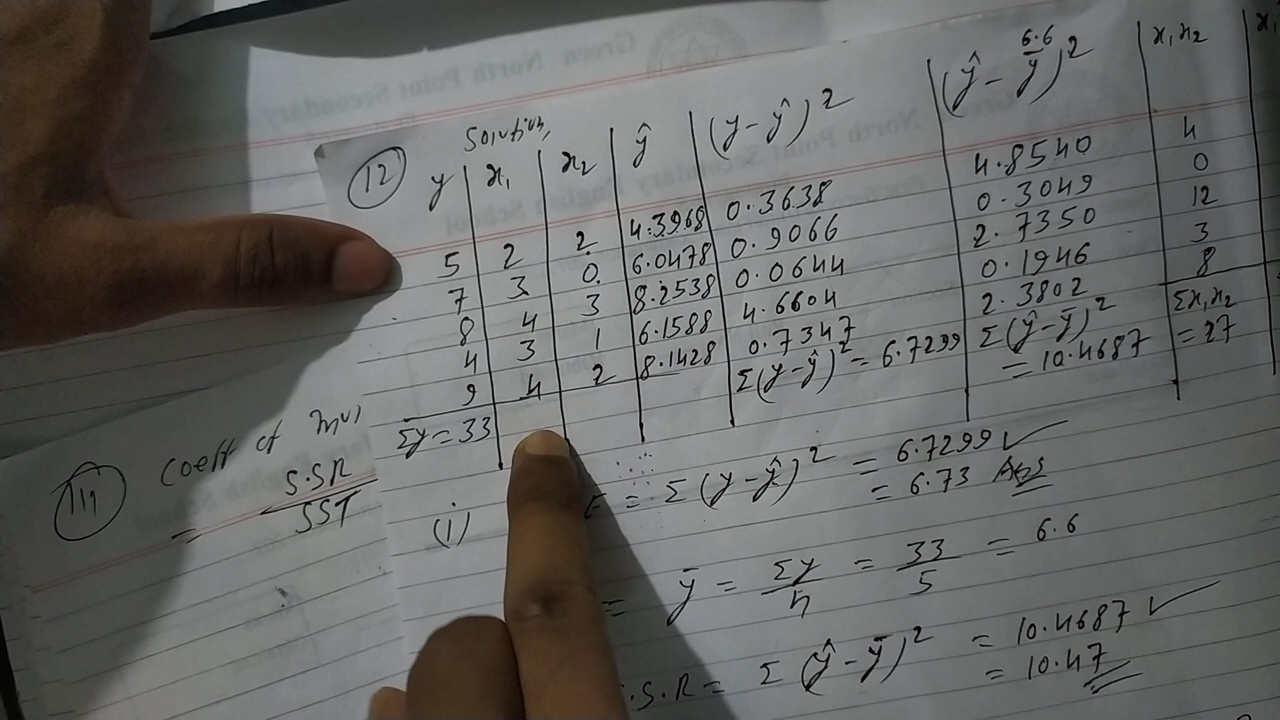 Solution,
(12) y | x₁ | x₂ | ŷ | (y-ŷ)² | (ŷ-ȳ)² 6.6 | x₁x₂
5 | 2 | 2 | 4.3968 | 0.3638 | 4.8540 | 4
7 | 3 | 0 | 6.0478 | 0.9066 | 0.3049 | 0
8 | 4 | 3 | 8.2538 | 0.0644 | 2.7350 | 12
4 | 3 | 1 | 6.1588 | 4.6604 | 0.1946 | 3
9 | 4 | 2 | 8.1428 | 0.7347 | 2.3802 | 8
Σy = 33 | Σ(y-ŷ)² = 6.7299 | Σ(ŷ-ȳ)² = 10.4687 | Σx₁x₂ = 27
(i) = Σ(y-ŷ)² = 6.7299 ✓
= 6.73 Ans
= ȳ = Σy/n = 33/5 = 6.6
.S.R = Σ(ŷ-ȳ)² = 10.4687 ✓
= 10.47
(111) coeff of
= S.SR/SST